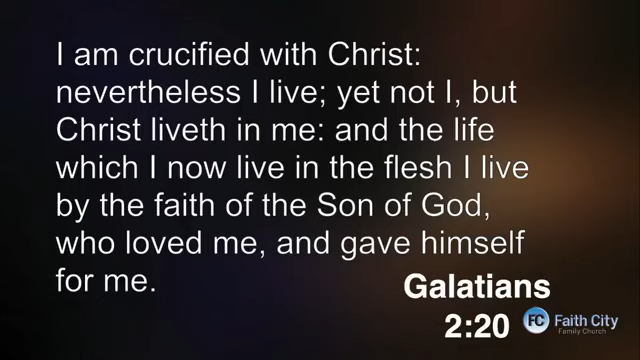 I am crucified with Christ:
nevertheless I live; yet not I, but
Christ liveth in me: and the life
which I now live in the flesh I live
by the faith of the Son of God,
who loved me, and gave himself
for me.
Galatians
2:20
FC Faith City
Family Church